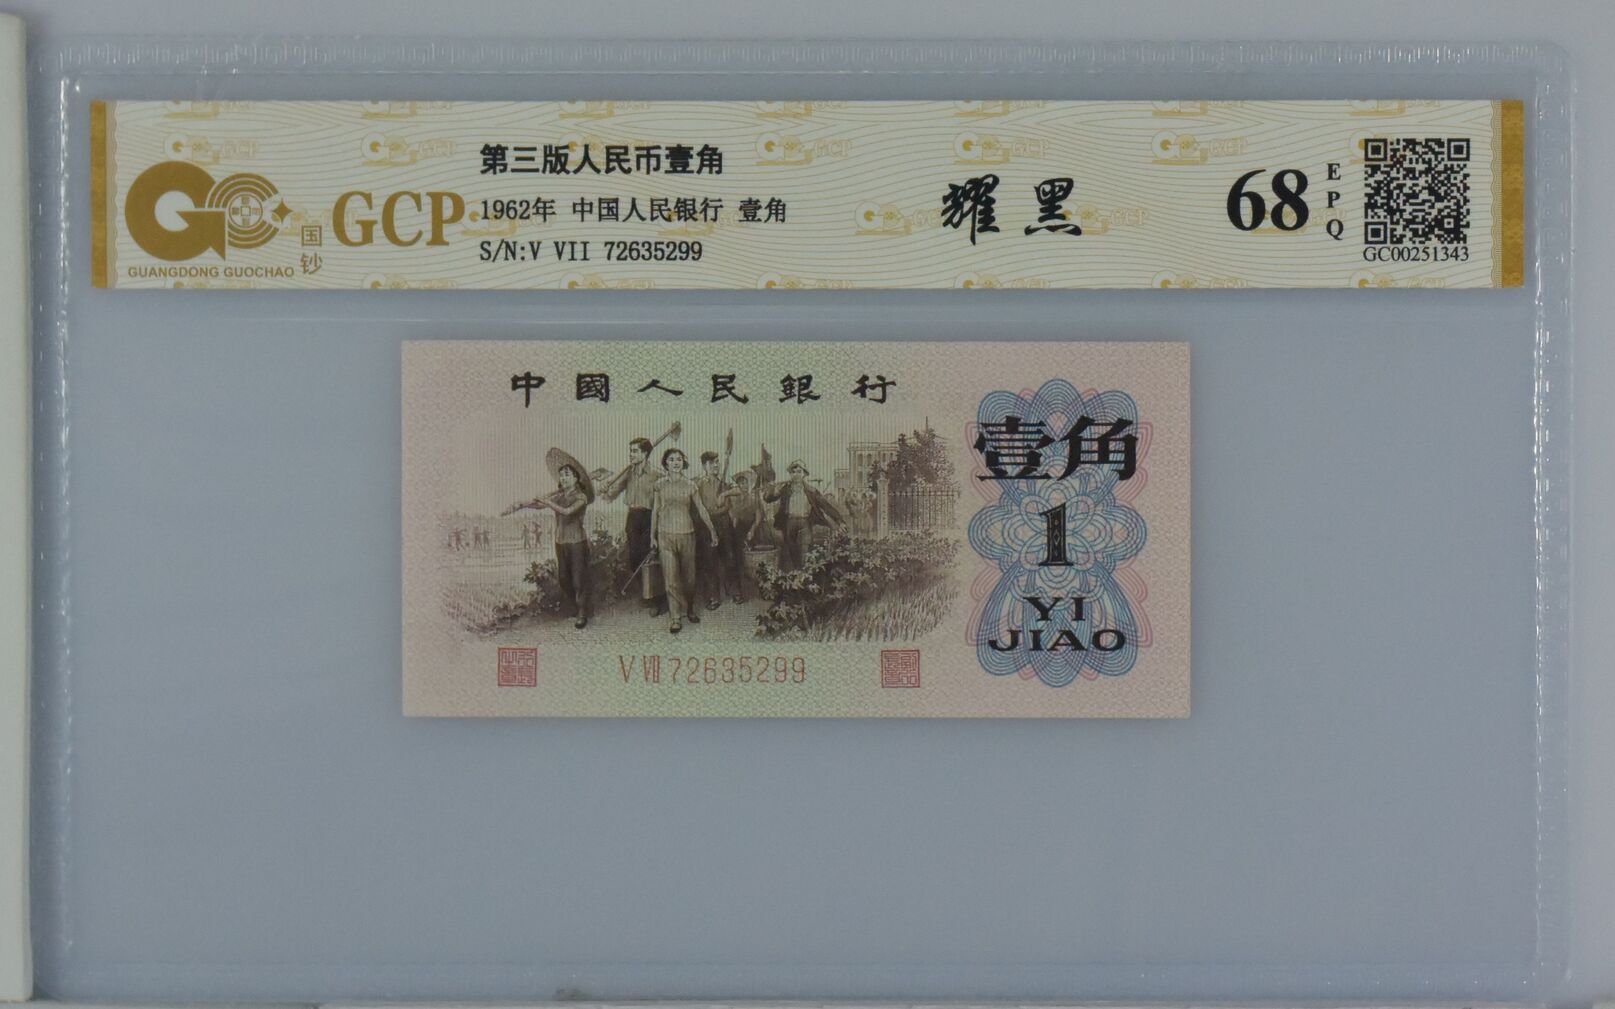 第三版人民币壹角
1962年 中国人民银行 壹角
S/N:V VII 72635299
GCP
国钞
GUANGDONG GUOCHAO
耀黑
68
EPQ
GC00251343
中國人民銀行
壹角
1
YI
JIAO
V VII 72635299